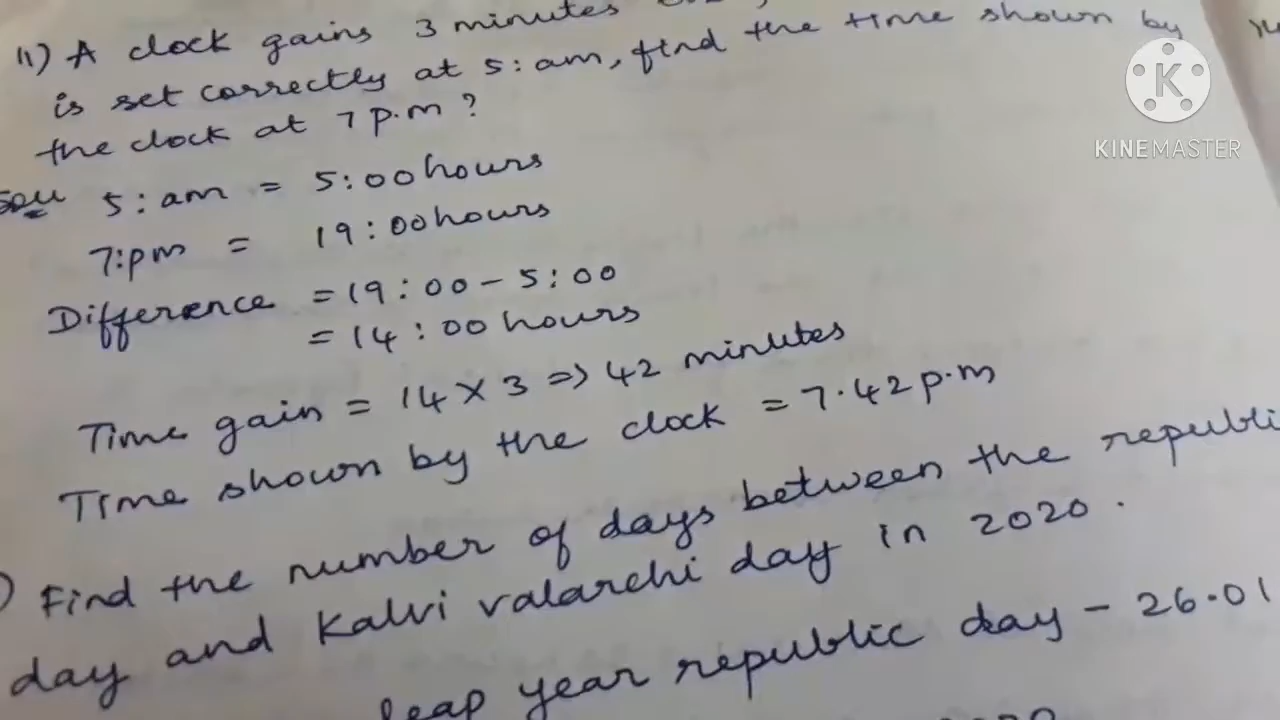 11) A clock gains 3 minutes
is set correctly at 5: am, find the time shown by
the clock at 7 p.m ?
Solu 5: am = 5:00 hours
7:pm = 19:00 hours
Difference = 19:00 - 5:00
= 14:00 hours
Time gain = 14 X 3 => 42 minutes
Time shown by the clock = 7.42 p.m
) Find the number of days between the republi
day and Kalvi valarchi day in 2020.
leap year republic day - 26.01
K
KINEMASTER